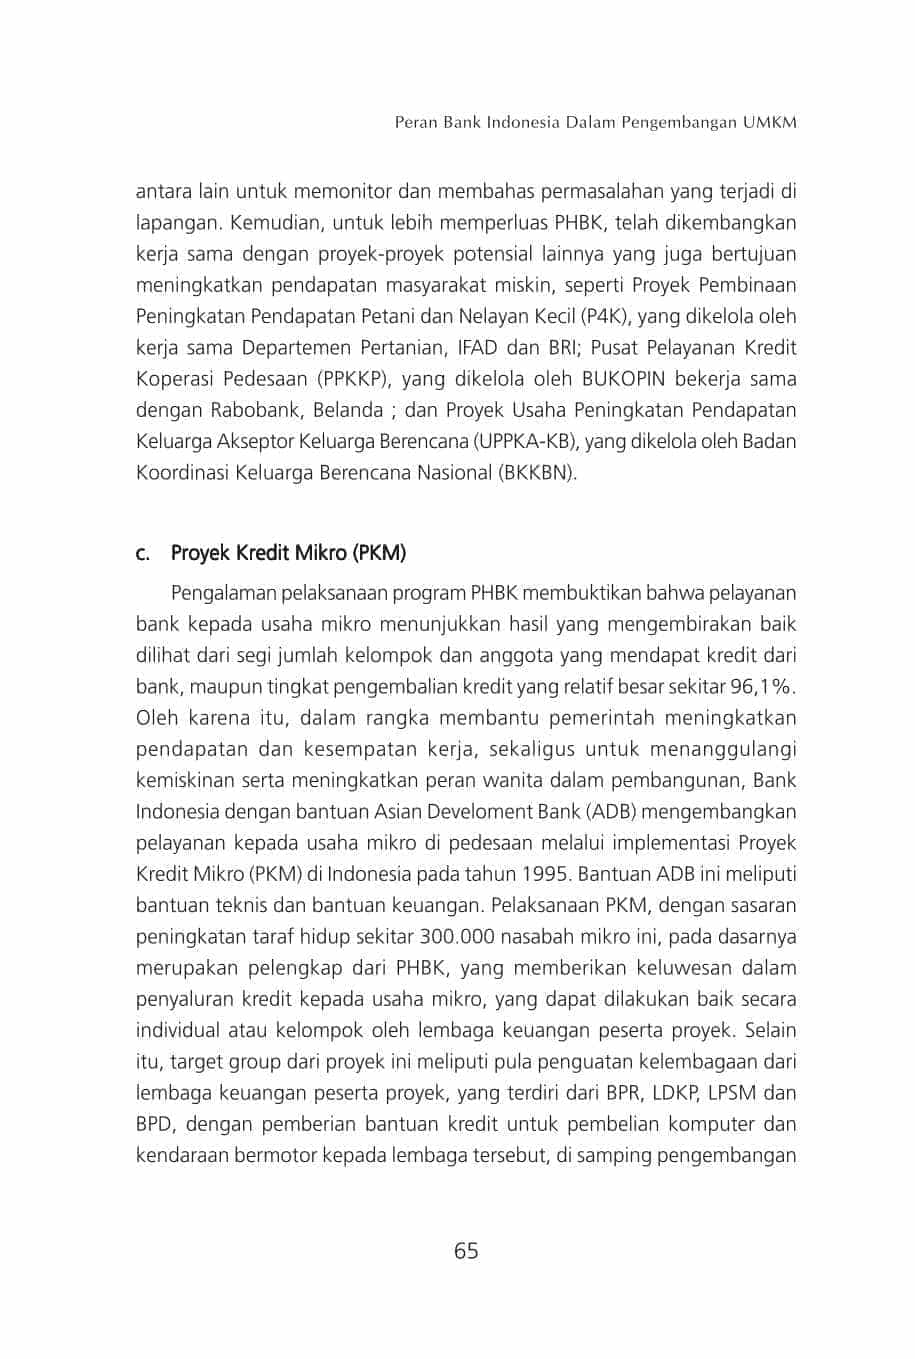 Peran Bank Indonesia Dalam Pengembangan UMKM
antara lain untuk memonitor dan membahas permasalahan yang terjadi di
lapangan. Kemudian, untuk lebih memperluas PHBK, telah dikembangkan
kerja sama dengan proyek-proyek potensial lainnya yang juga bertujuan
meningkatkan pendapatan masyarakat miskin, seperti Proyek Pembinaan
Peningkatan Pendapatan Petani dan Nelayan Kecil (P4K), yang dikelola oleh
kerja sama Departemen Pertanian, IFAD dan BRI; Pusat Pelayanan Kredit
Koperasi Pedesaan (PPKKP), yang dikelola oleh BUKOPIN bekerja sama
dengan Rabobank, Belanda ; dan Proyek Usaha Peningkatan Pendapatan
Keluarga Akseptor Keluarga Berencana (UPPKA-KB), yang dikelola oleh Badan
Koordinasi Keluarga Berencana Nasional (BKKBN).
c. Proyek Kredit Mikro (PKM)
Pengalaman pelaksanaan program PHBK membuktikan bahwa pelayanan
bank kepada usaha mikro menunjukkan hasil yang mengembirakan baik
dilihat dari segi jumlah kelompok dan anggota yang mendapat kredit dari
bank, maupun tingkat pengembalian kredit yang relatif besar sekitar 96,1%.
Oleh karena itu, dalam rangka membantu pemerintah meningkatkan
pendapatan dan kesempatan kerja, sekaligus untuk menanggulangi
kemiskinan serta meningkatkan peran wanita dalam pembangunan, Bank
Indonesia dengan bantuan Asian Develoment Bank (ADB) mengembangkan
pelayanan kepada usaha mikro di pedesaan melalui implementasi Proyek
Kredit Mikro (PKM) di Indonesia pada tahun 1995. Bantuan ADB ini meliputi
bantuan teknis dan bantuan keuangan. Pelaksanaan PKM, dengan sasaran
peningkatan taraf hidup sekitar 300.000 nasabah mikro ini, pada dasarnya
merupakan pelengkap dari PHBK, yang memberikan keluwesan dalam
penyaluran kredit kepada usaha mikro, yang dapat dilakukan baik secara
individual atau kelompok oleh lembaga keuangan peserta proyek. Selain
itu, target group dari proyek ini meliputi pula penguatan kelembagaan dari
lembaga keuangan peserta proyek, yang terdiri dari BPR, LDKP, LPSM dan
BPD, dengan pemberian bantuan kredit untuk pembelian komputer dan
kendaraan bermotor kepada lembaga tersebut, di samping pengembangan
65